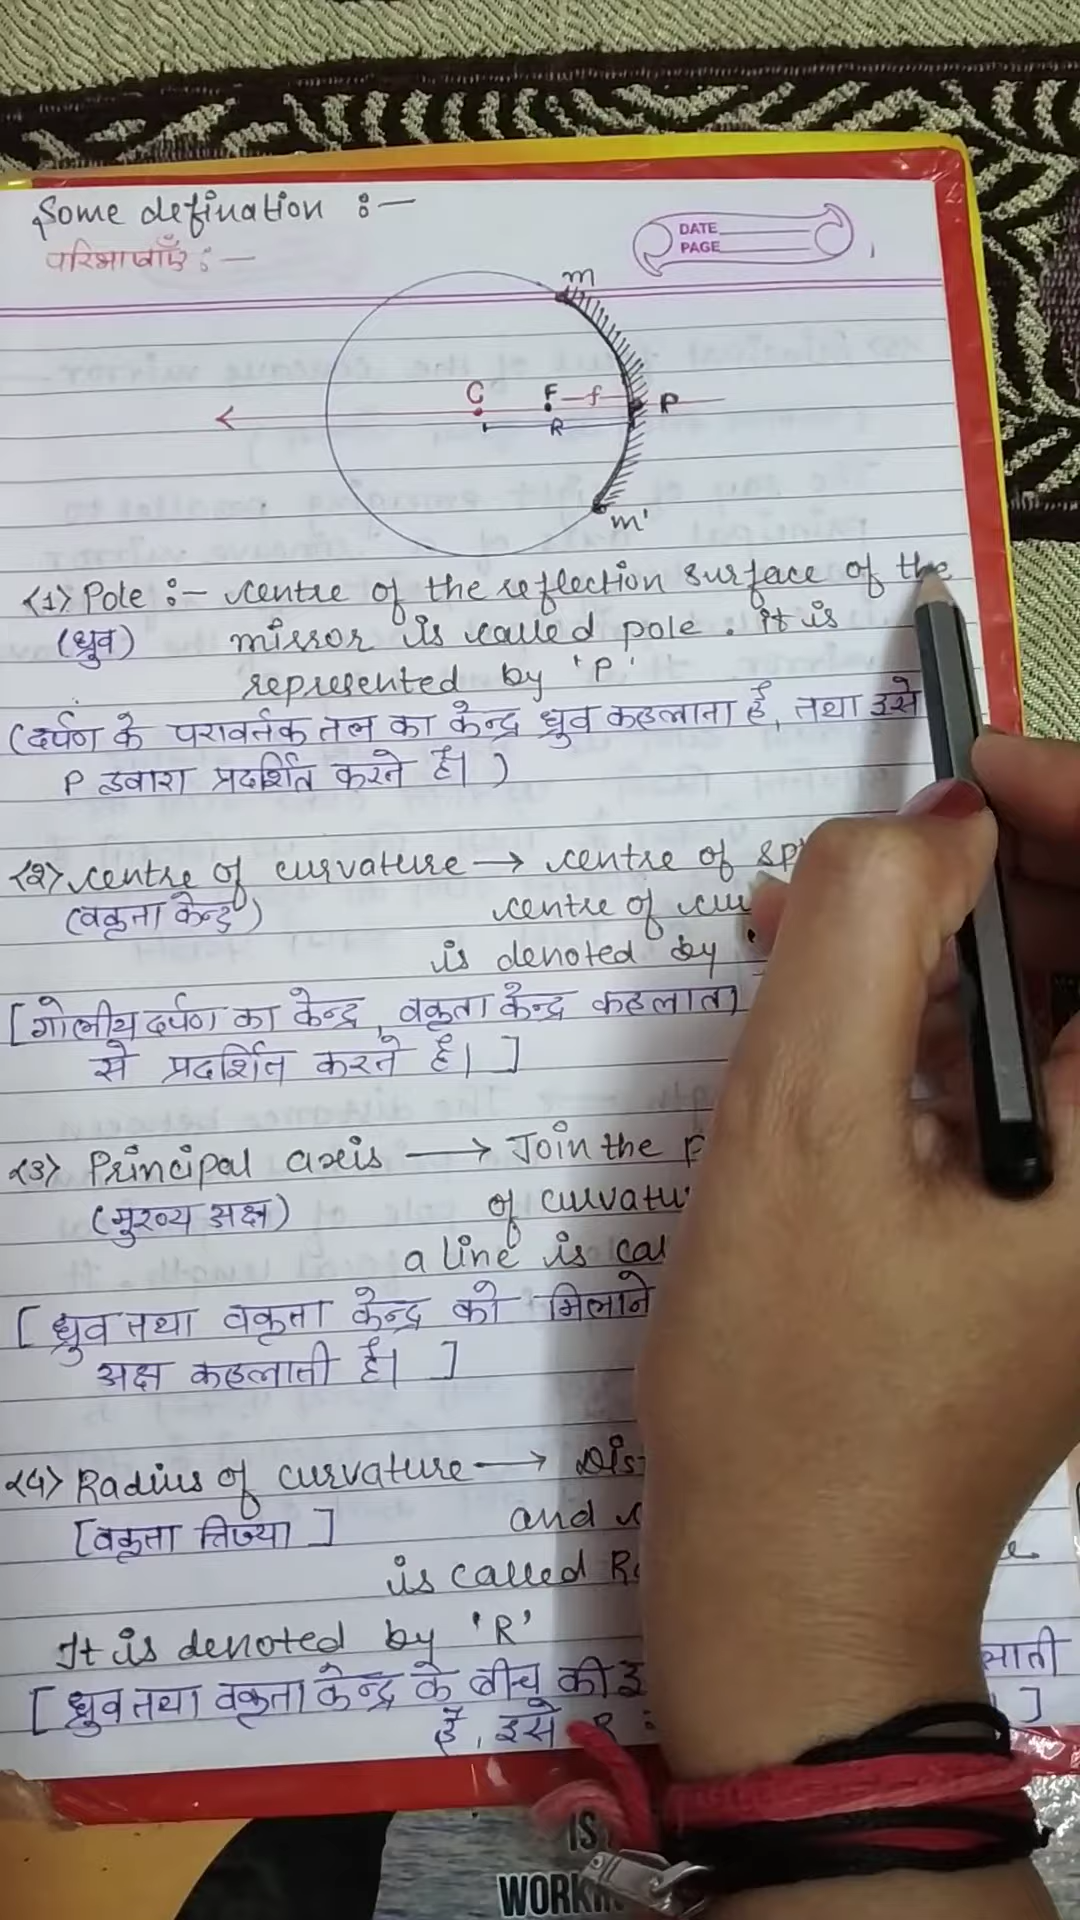 Some defination :—
परिभाषाएँ :—
DATE
PAGE
m
C F f P
R
m'
<1> Pole :— centre of the reflection surface of the
(ध्रुव) mirror is called pole. it is
represented by 'P'
(दर्पण के परावर्तक तल का केन्द्र ध्रुव कहलाता है, तथा इसे
P डवारा प्रदर्शित करते है। )
<2> centre of curvature → centre of
(वक्रता केन्द्र) centre of
is denoted by
[गोलीय दर्पण का केन्द्र, वक्रता केन्द्र कहलाता
से प्रदर्शित करते है। ]
<3> Principal axis → Join the
(मुख्य अक्ष) of
a line is
[ध्रुव तथा वक्रता केन्द्र को मिलाने
अक्ष कहलाती है। ]
<4> Radius of curvature →
[वक्रता त्रिज्या ] and
is called
It is denoted by 'R'
[ध्रुव तथा वक्रता केन्द्र के बीच की
है, इसे R ]
IS